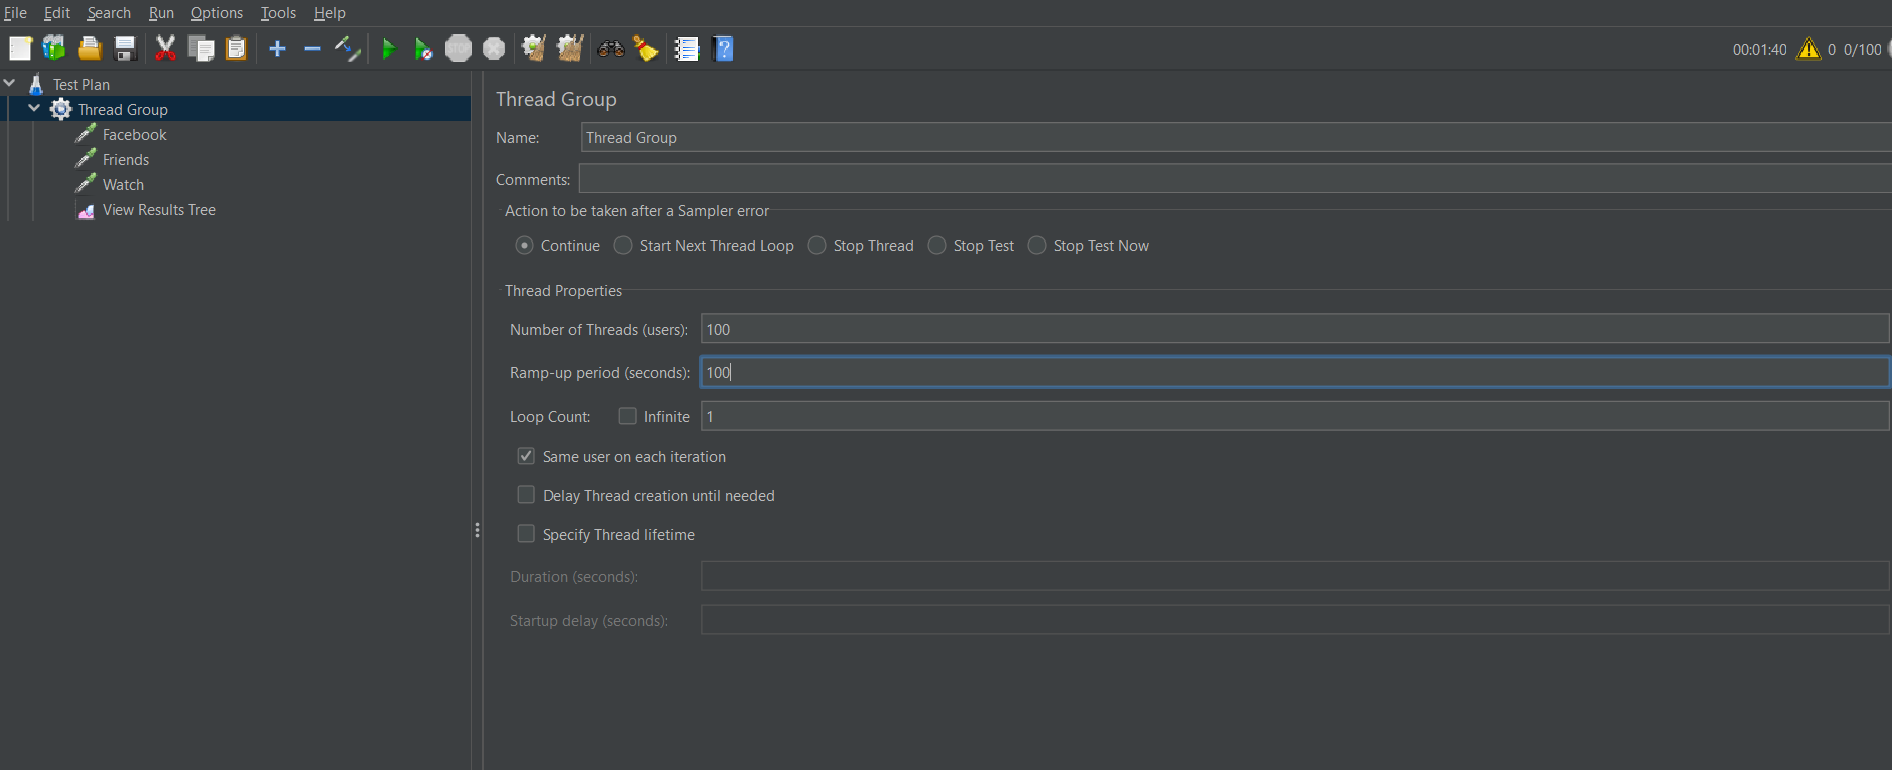 File Edit Search Run Options Tools Help
STOP
00:01:40 0 0/100
Test Plan
Thread Group
Facebook
Friends
Watch
View Results Tree
Thread Group
Name: Thread Group
Comments:
Action to be taken after a Sampler error
Continue Start Next Thread Loop Stop Thread Stop Test Stop Test Now
Thread Properties
Number of Threads (users): 100
Ramp-up period (seconds): 100
Loop Count: Infinite 1
Same user on each iteration
Delay Thread creation until needed
Specify Thread lifetime
Duration (seconds):
Startup delay (seconds):